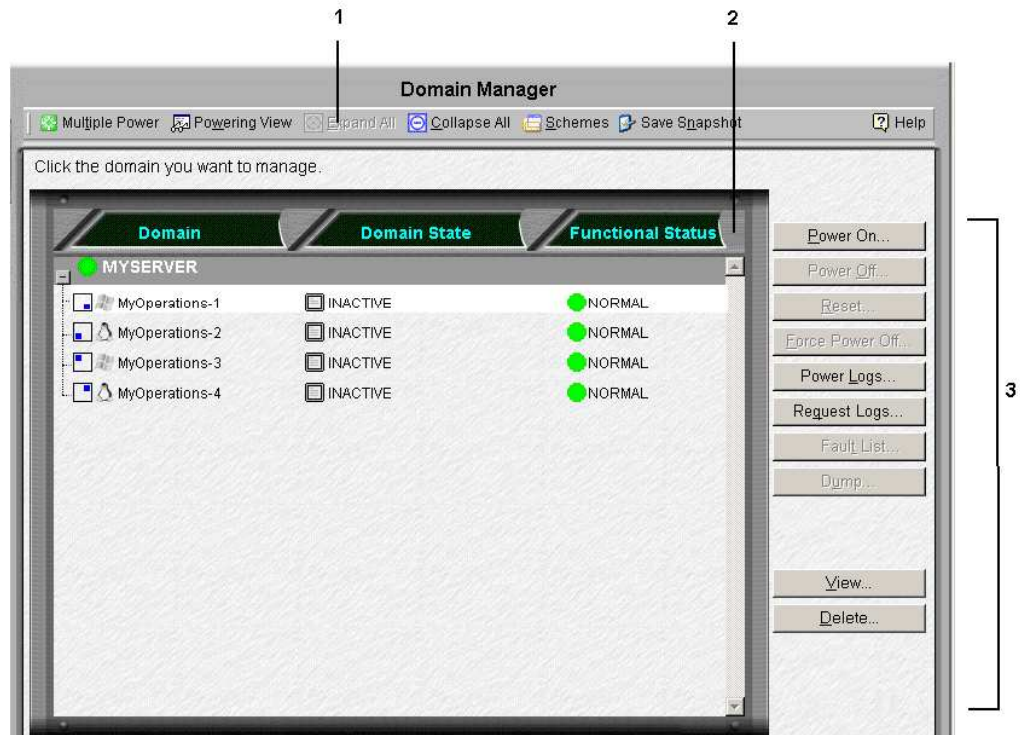 1 2
Domain Manager
Multiple Power Powering View Expand All Collapse All Schemes Save Snapshot Help
Click the domain you want to manage.
Domain Domain State Functional Status
MYSERVER
MyOperations-1 INACTIVE NORMAL
MyOperations-2 INACTIVE NORMAL
MyOperations-3 INACTIVE NORMAL
MyOperations-4 INACTIVE NORMAL
Power On...
Power Off...
Reset...
Force Power Off...
Power Logs...
Request Logs...
Fault List...
Dump...
View...
Delete...
3